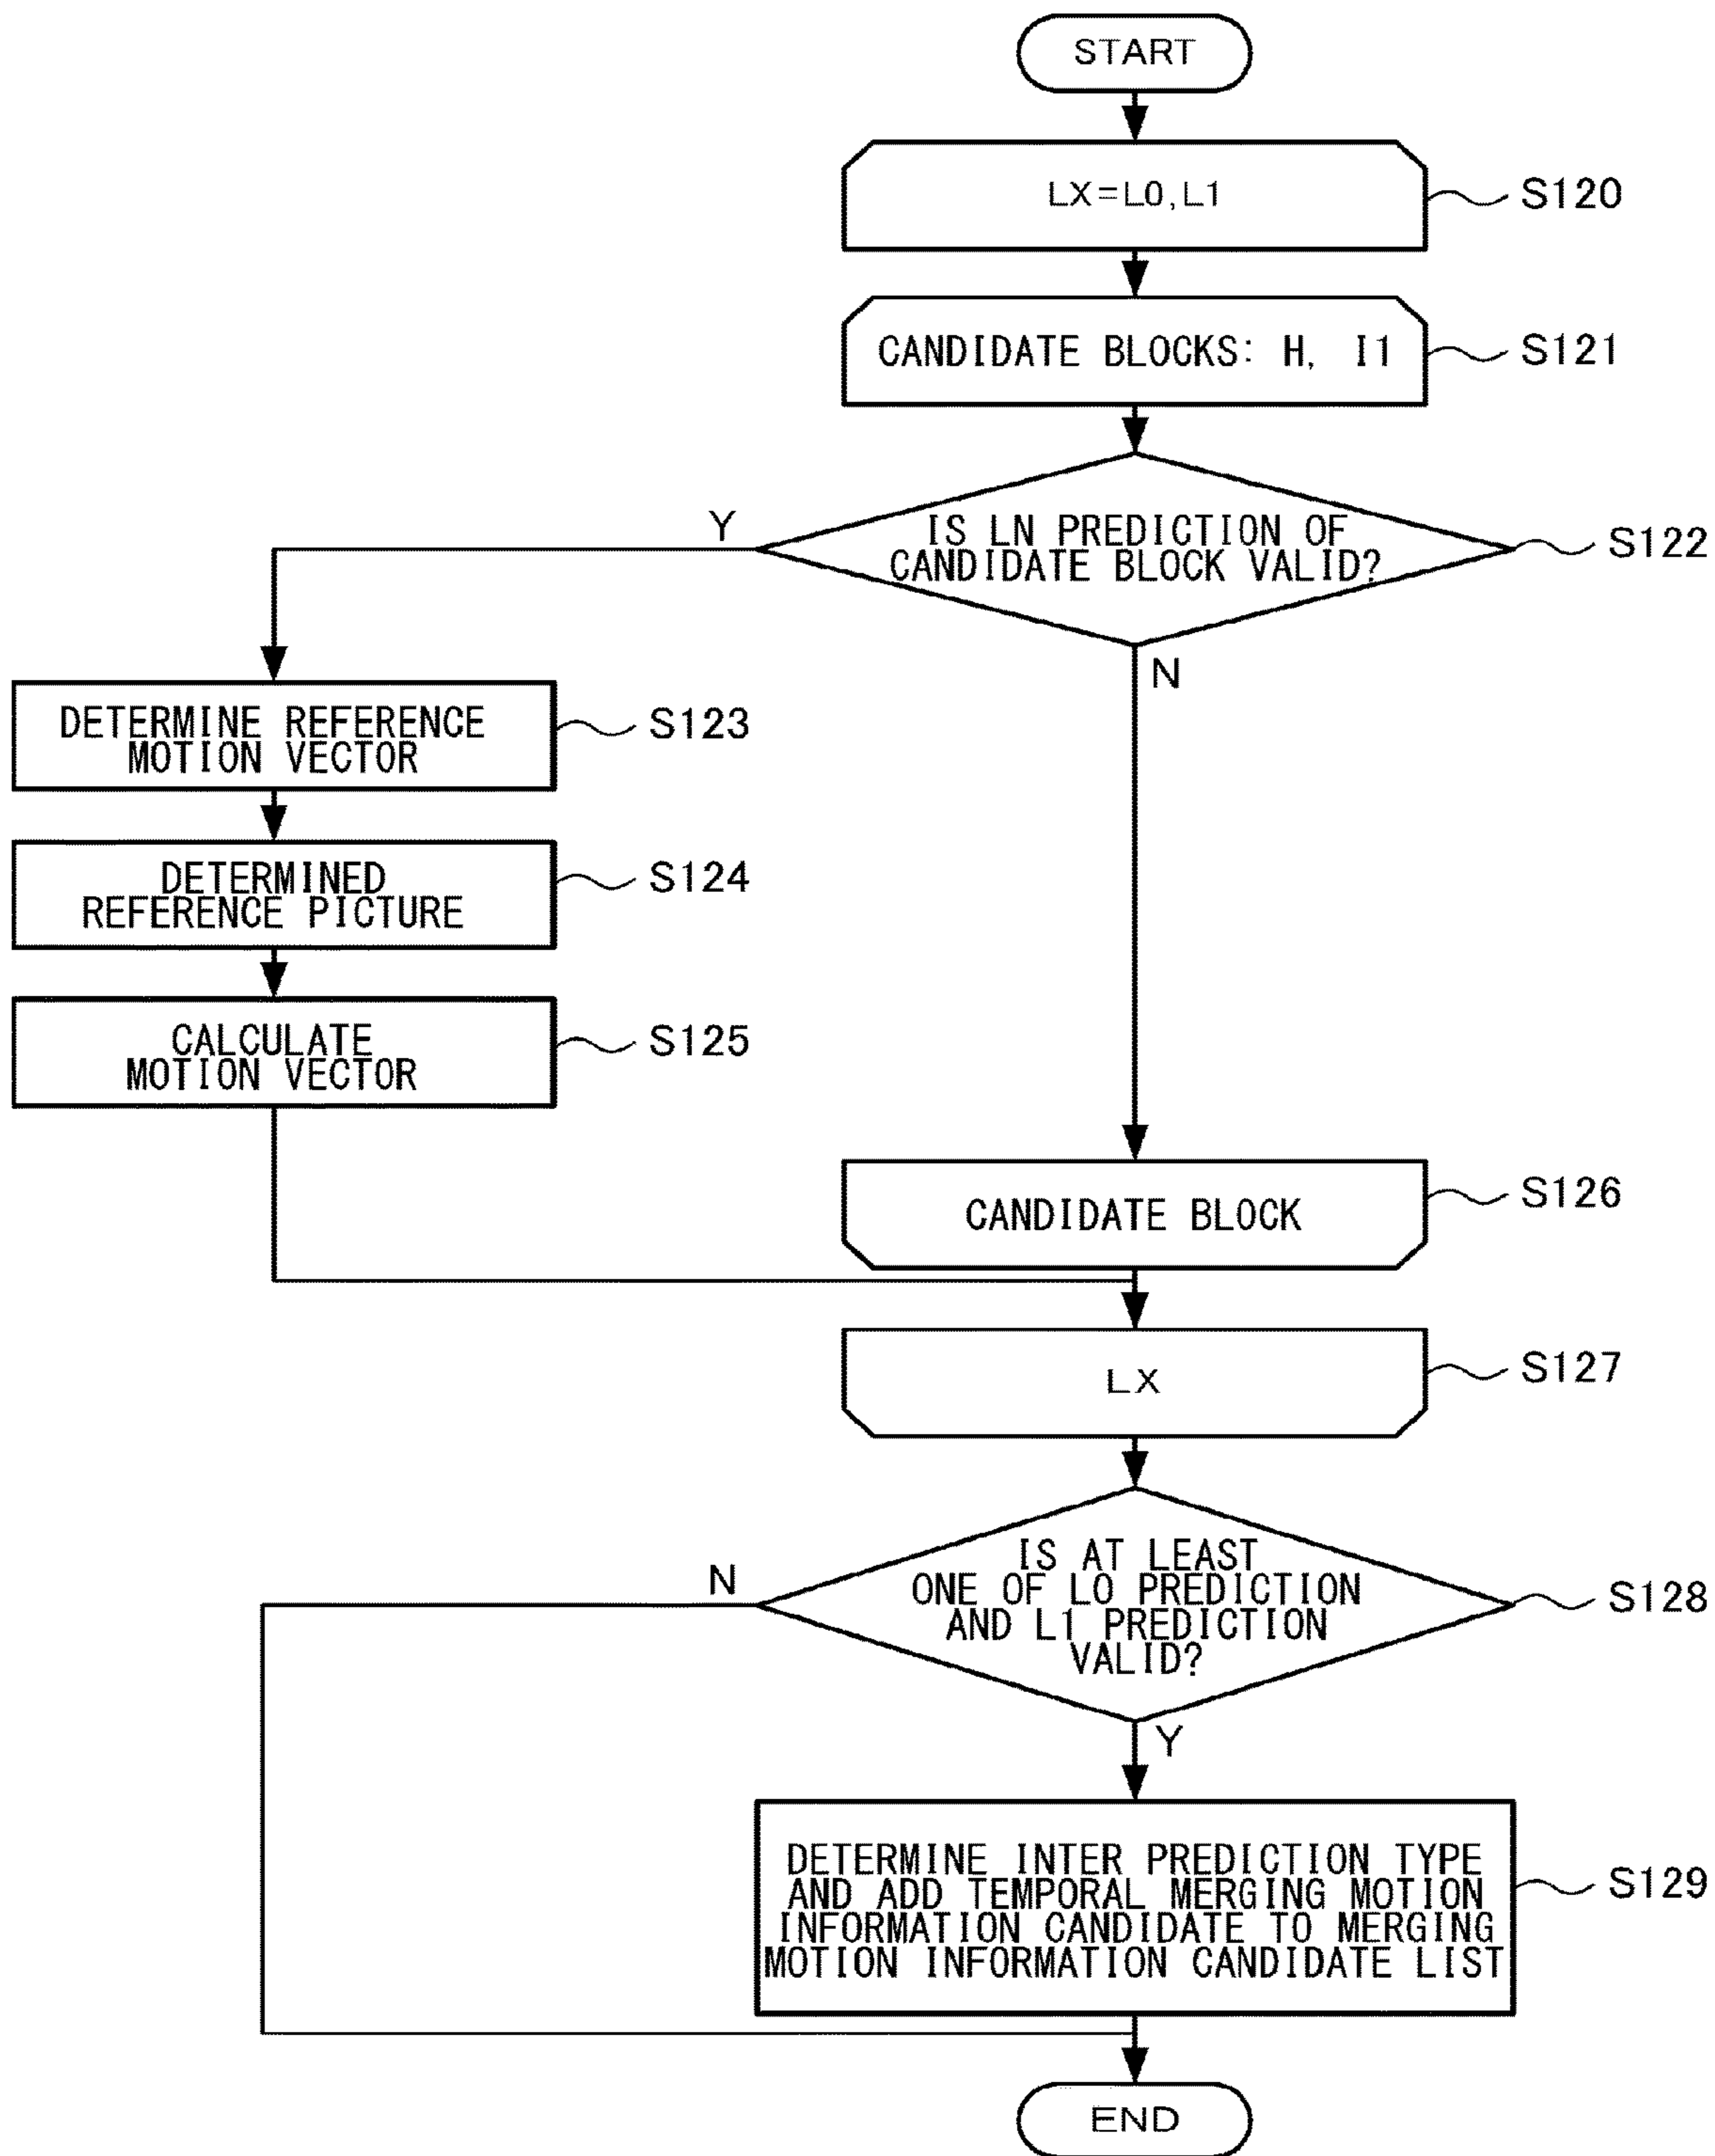 START
LX=L0,L1
S120
CANDIDATE BLOCKS: H, I1
S121
IS LN PREDICTION OF
CANDIDATE BLOCK VALID?
S122
Y
N
DETERMINE REFERENCE
MOTION VECTOR
S123
DETERMINED
REFERENCE PICTURE
S124
CALCULATE
MOTION VECTOR
S125
CANDIDATE BLOCK
S126
LX
S127
IS AT LEAST
ONE OF L0 PREDICTION
AND L1 PREDICTION
VALID?
S128
N
Y
DETERMINE INTER PREDICTION TYPE
AND ADD TEMPORAL MERGING MOTION
INFORMATION CANDIDATE TO MERGING
MOTION INFORMATION CANDIDATE LIST
S129
END